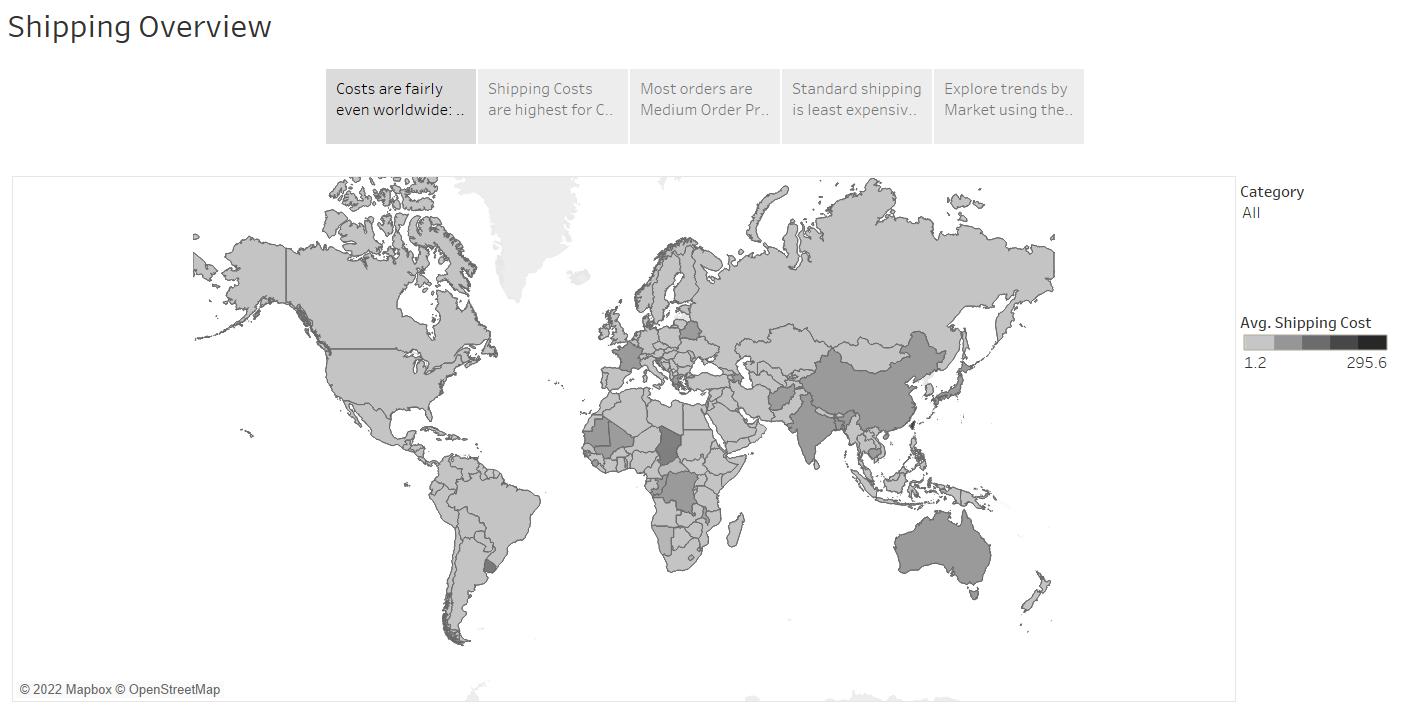 Shipping Overview
Costs are fairly
even worldwide: ..
Shipping Costs
are highest for C..
Most orders are
Medium Order Pr..
Standard shipping
is least expensiv..
Explore trends by
Market using the..
Category
All
Avg. Shipping Cost
1.2 295.6
© 2022 Mapbox © OpenStreetMap